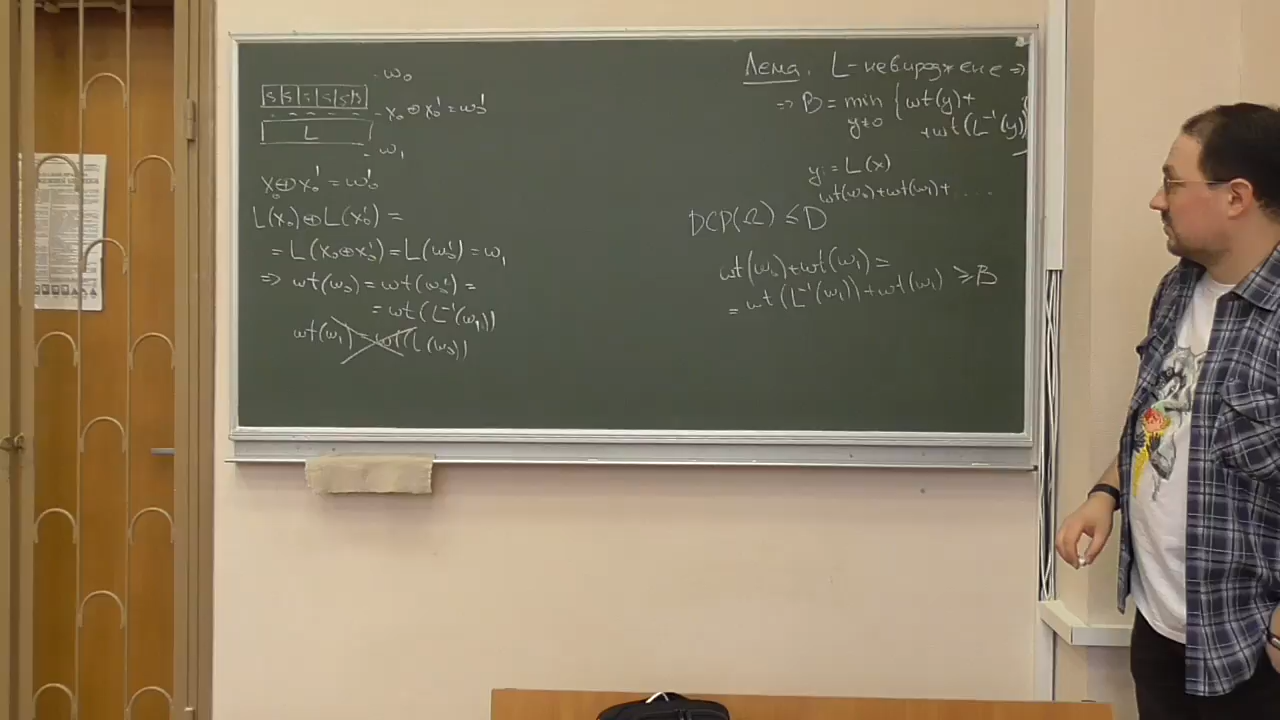 S S S S S S
- ω₀
- x₀ ⊕ x₀' = ω₀'
L
- ω₁
x₀ ⊕ x₀' = ω₀'
L(x₀) ⊕ L(x₀') =
= L(x₀ ⊕ x₀') = L(ω₀') = ω₁
=> wt(ω₀) = wt(ω₀') =
= wt(L⁻¹(ω₁))
wt(ω₁) = wt(L(ω₀))
Лема. L - невироджене =>
=> B = min {wt(y) +
y≠0
+ wt(L⁻¹(y))}
y := L(x)
wt(ω₀) + wt(ω₁) + ....
DCP(Ω) ≤ D
wt(ω₀) + wt(ω₁) =
= wt(L⁻¹(ω₁)) + wt(ω₁) ≥ B